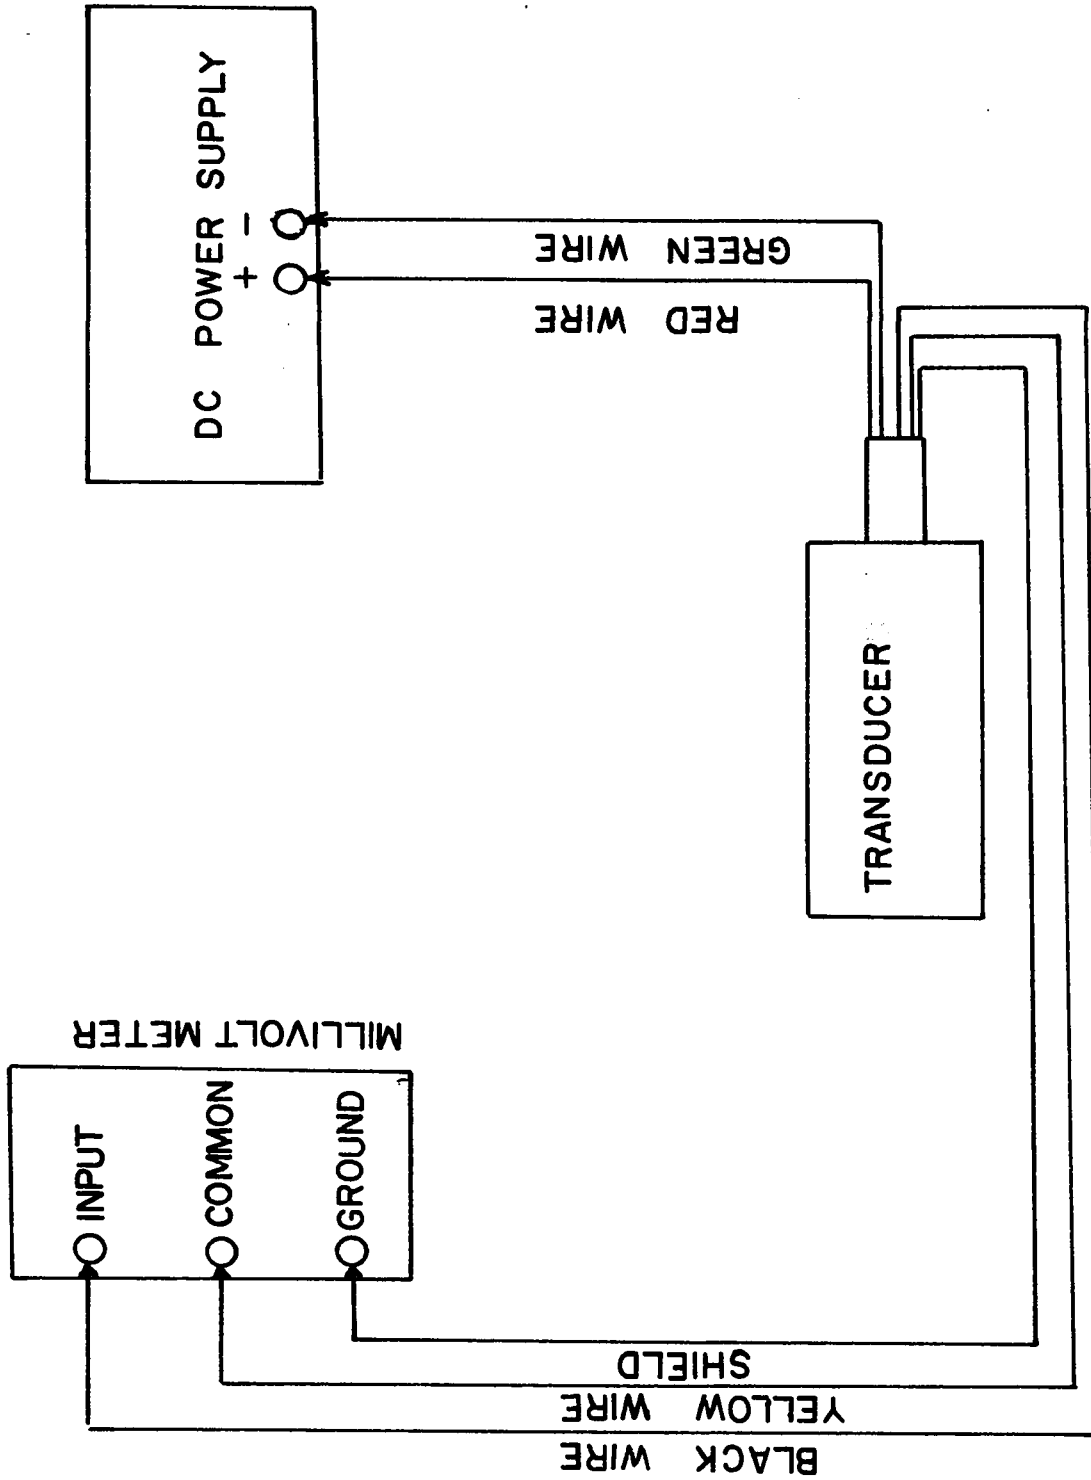 DC POWER SUPPLY
+ −
GREEN WIRE
RED WIRE
TRANSDUCER
MILLIVOLT METER
INPUT
COMMON
GROUND
SHIELD
YELLOW WIRE
BLACK WIRE